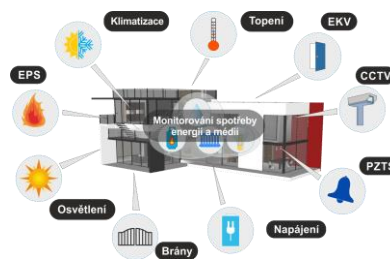 Klimatizace
Topení
EKV
EPS
CCTV
Monitorování spotřeby
energií a médií
PZTS
Osvětlení
Brány
Napájení